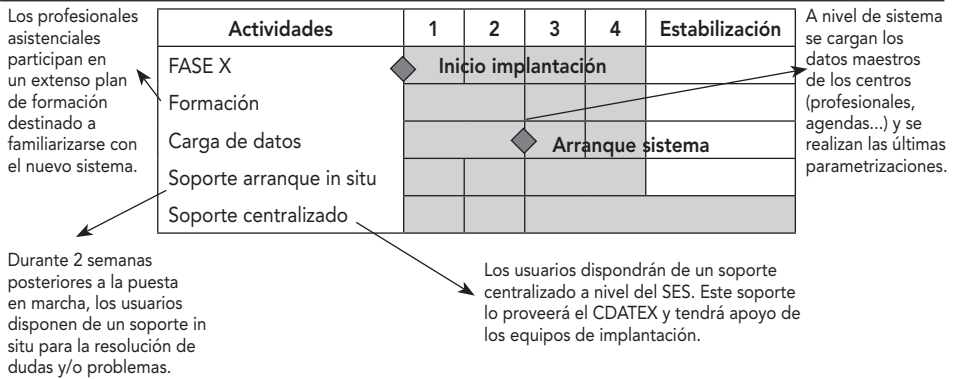 Los profesionales
asistenciales
participan en
un extenso plan
de formación
destinado a
familiarizarse con
el nuevo sistema.
Actividades 1 2 3 4 Estabilización
FASE X Inicio implantación
Formación
Carga de datos Arranque sistema
Soporte arranque in situ
Soporte centralizado
A nivel de sistema
se cargan los
datos maestros
de los centros
(profesionales,
agendas...) y se
realizan las últimas
parametrizaciones.
Durante 2 semanas
posteriores a la puesta
en marcha, los usuarios
disponen de un soporte in
situ para la resolución de
dudas y/o problemas.
Los usuarios dispondrán de un soporte
centralizado a nivel del SES. Este soporte
lo proveerá el CDATEX y tendrá apoyo de
los equipos de implantación.